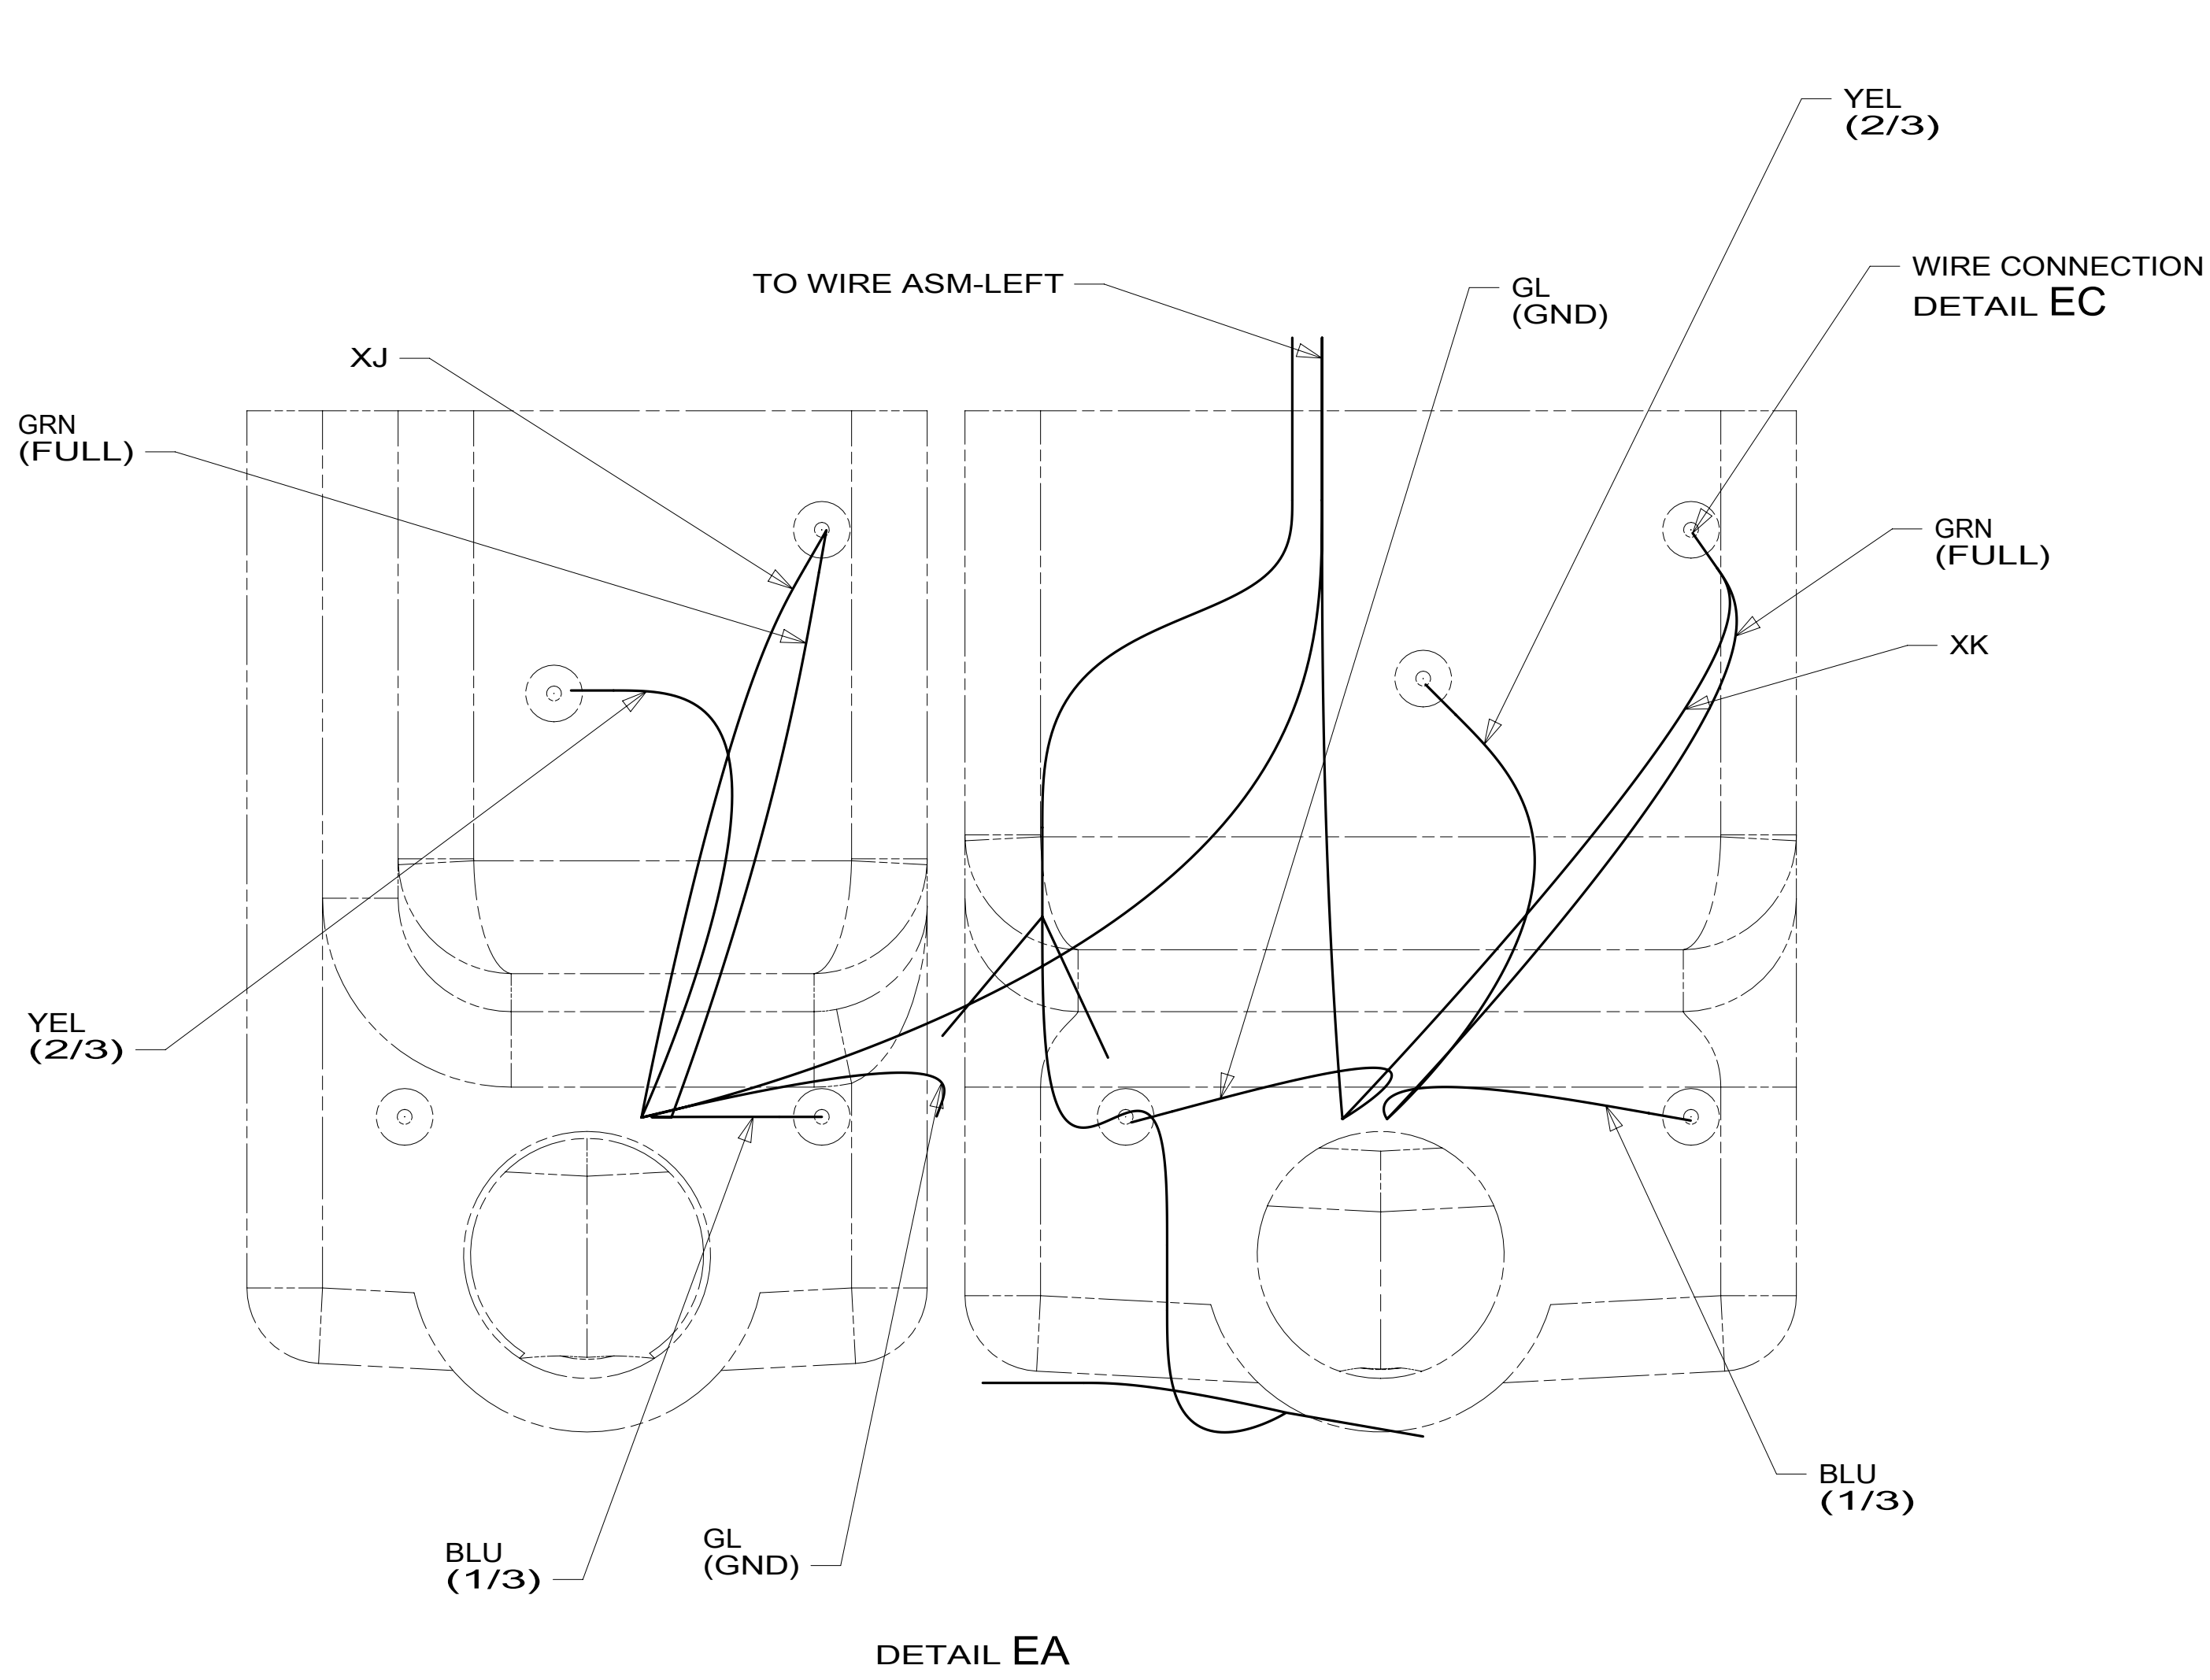 YEL
(2/3)
WIRE CONNECTION
DETAIL EC
TO WIRE ASM-LEFT
GL
(GND)
XJ
GRN
(FULL)
GRN
(FULL)
XK
YEL
(2/3)
BLU
(1/3)
GL
(GND)
BLU
(1/3)
DETAIL EA